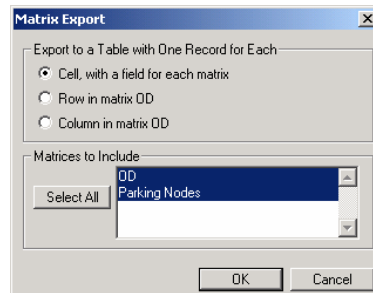 Matrix Export
Export to a Table with One Record for Each
Cell, with a field for each matrix
Row in matrix OD
Column in matrix OD
Matrices to Include
Select All
OD
Parking Nodes
OK
Cancel